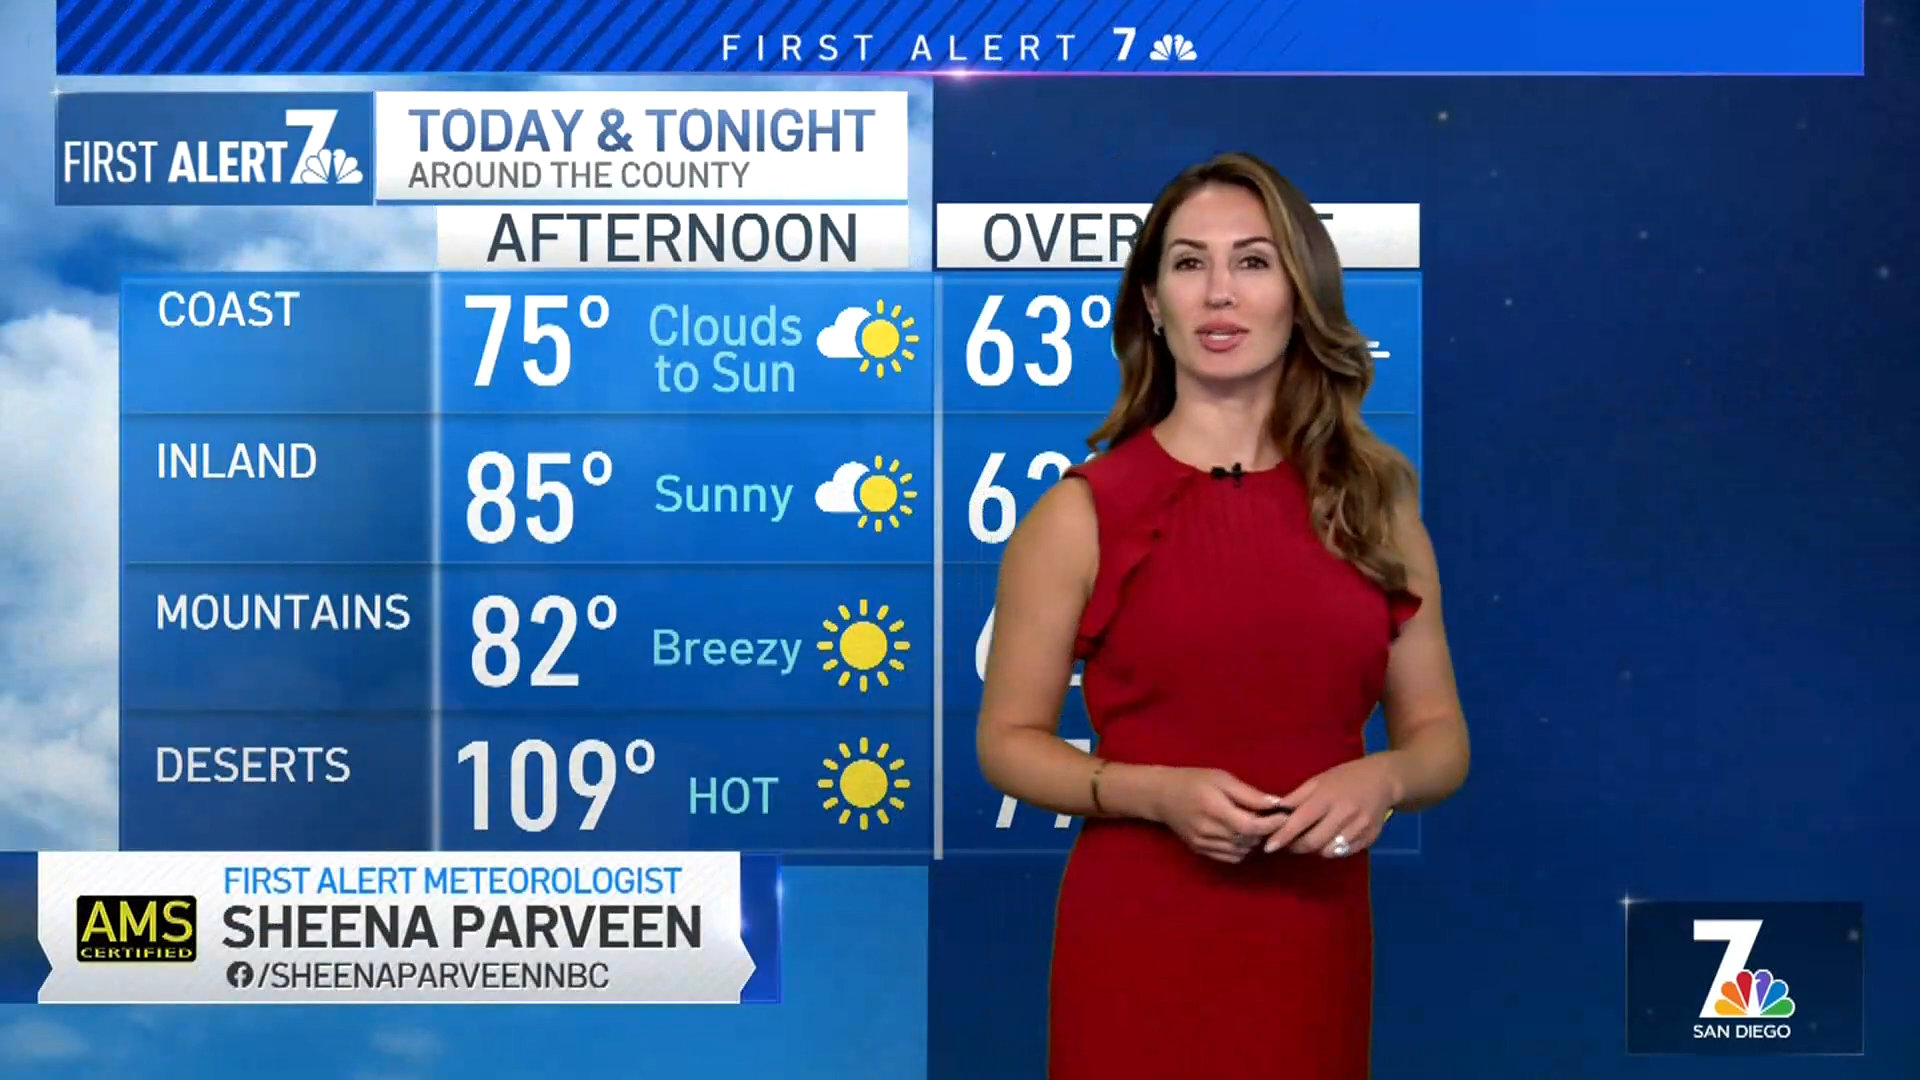 FIRST ALERT 7
FIRST ALERT 7
TODAY & TONIGHT
AROUND THE COUNTY
AFTERNOON
COAST
75° Clouds to Sun
63°
INLAND
85° Sunny
MOUNTAINS
82° Breezy
DESERTS
109° HOT
AMS
CERTIFIED
FIRST ALERT METEOROLOGIST
SHEENA PARVEEN
/SHEENAPARVEENNBC
7
SAN DIEGO